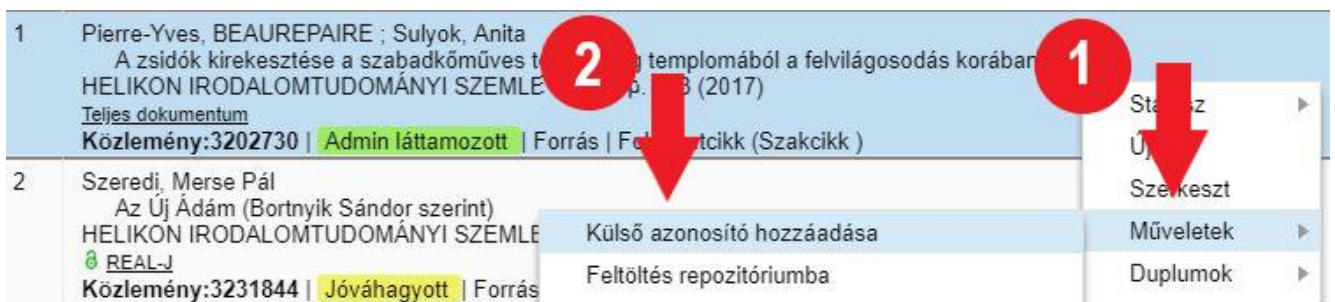 1
Pierre-Yves, BEAUREPAIRE ; Sulyok, Anita
A zsidók kirekesztése a szabadkőműves templomából a felvilágosodás korában
HELIKON IRODALOMTUDOMÁNYI SZEMLE (2017)
Teljes dokumentum
Közlemény:3202730 | Admin láttamozott | Forrás | (Szakcikk )
2
Szeredi, Merse Pál
Az Új Ádám (Bortnyik Sándor szerint)
HELIKON IRODALOMTUDOMÁNYI SZEMLE
REAL-J
Közlemény:3231844 | Jóváhagyott | Forrás
2
1
Szerkeszt
Műveletek
Duplumok
Külső azonosító hozzáadása
Feltöltés repozitóriumba